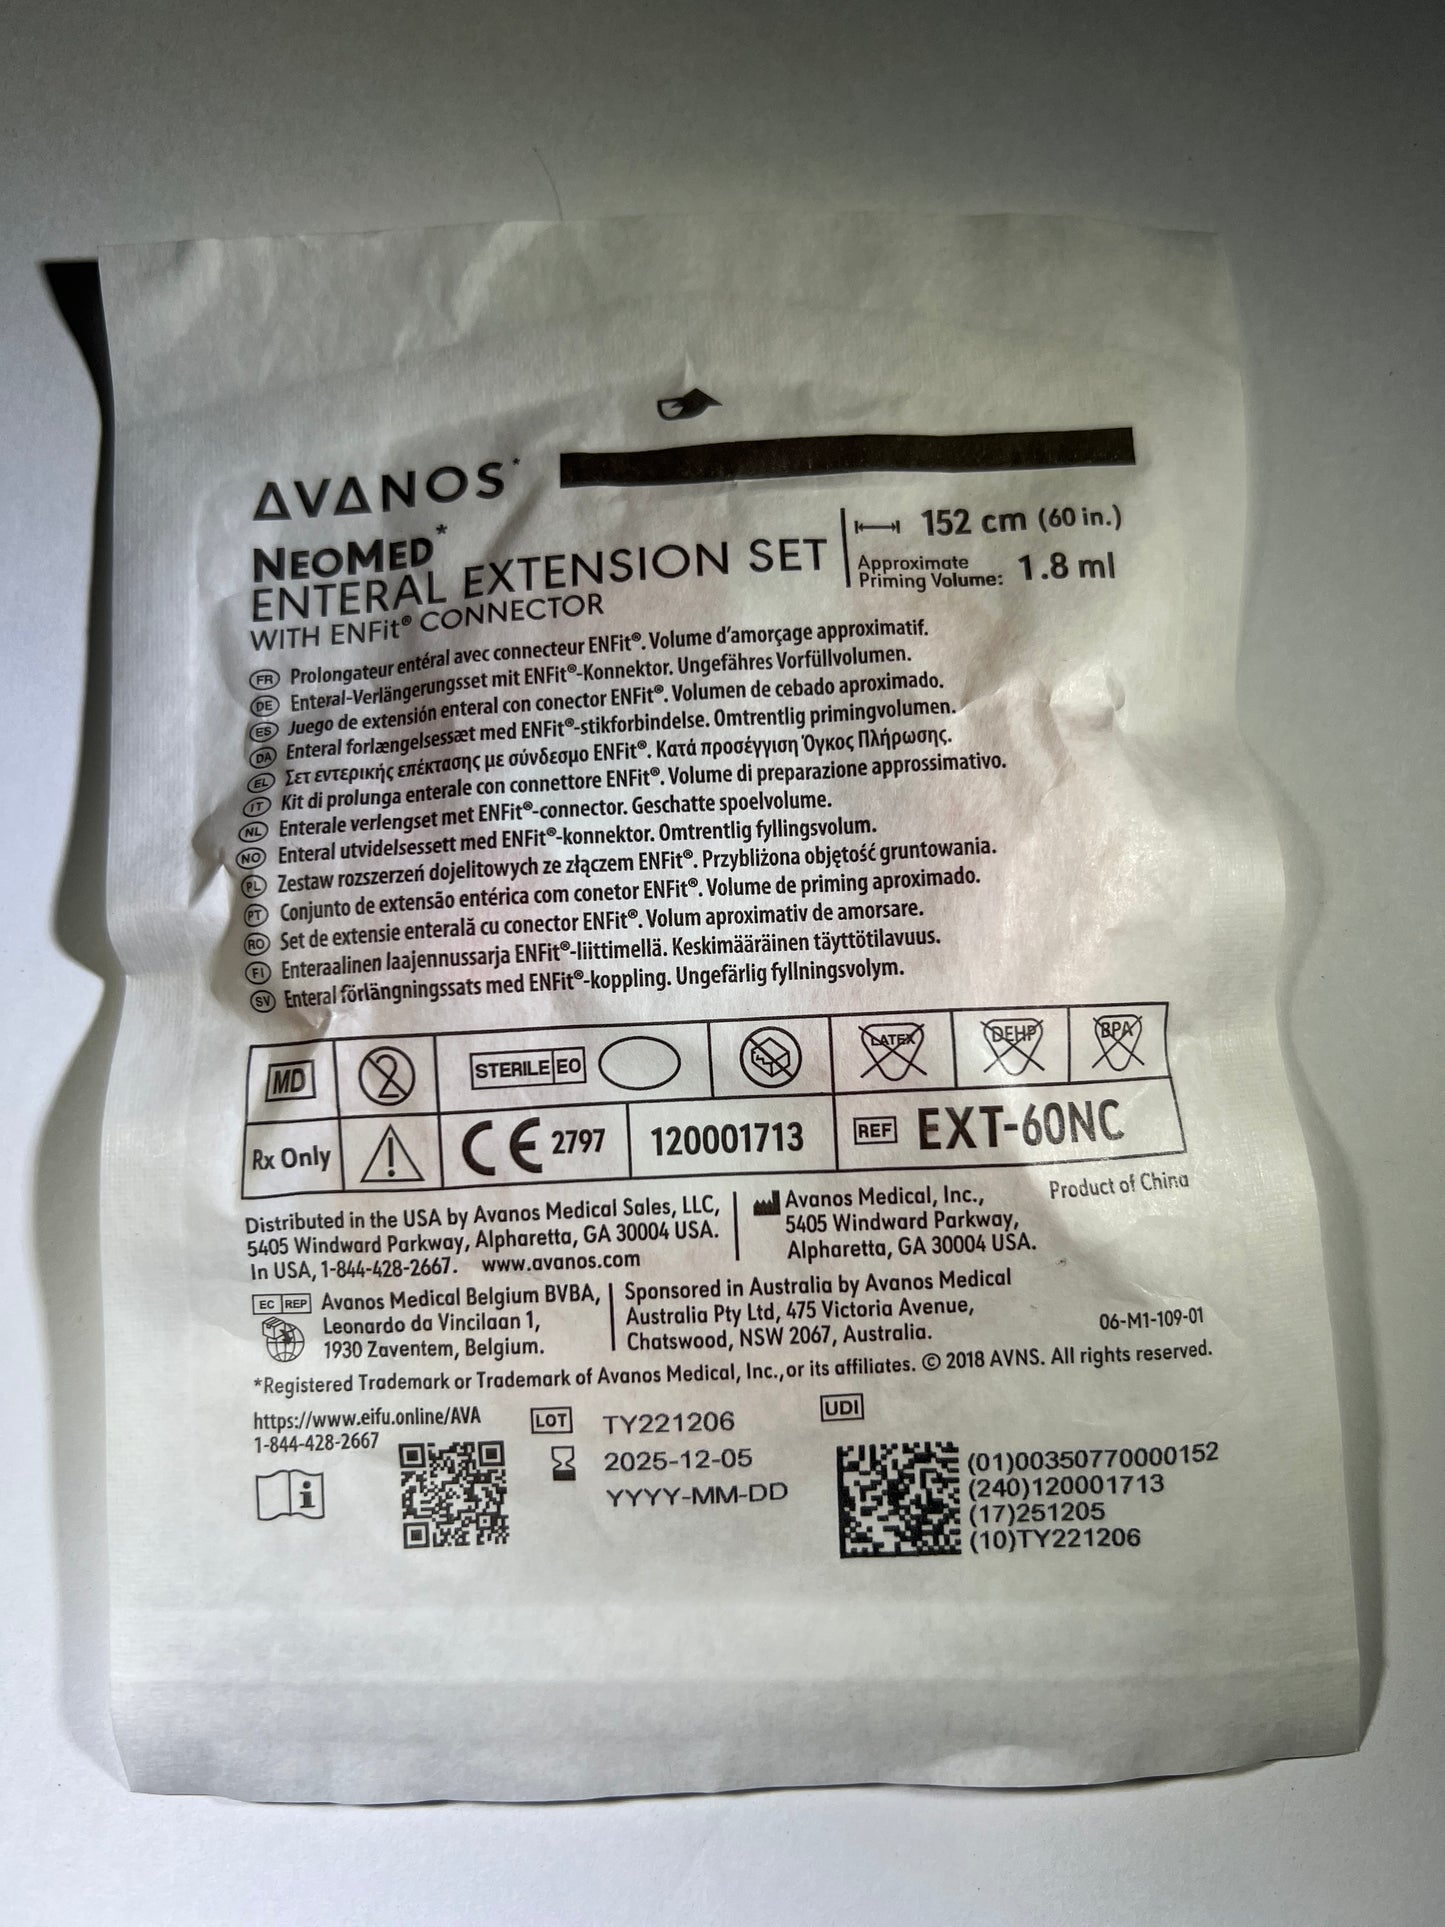 AVANOS*
NEOMED*
ENTERAL EXTENSION SET
WITH ENFit® CONNECTOR
152 cm (60 in.)
Approximate
Priming Volume: 1.8 ml
FR Prolongateur entéral avec connecteur ENFit®. Volume d'amorçage approximatif.
DE Enteral-Verlängerungsset mit ENFit®-Konnektor. Ungefähres Vorfüllvolumen.
ES Juego de extensión enteral con conector ENFit®. Volumen de cebado aproximado.
DA Enteral forlængelsessæt med ENFit®-stikforbindelse. Omtrentlig primingvolumen.
EL Σετ εντερικής επέκτασης με σύνδεσμο ENFit®. Κατά προσέγγιση Όγκος Πλήρωσης.
IT Kit di prolunga enterale con connettore ENFit®. Volume di preparazione approssimativo.
NL Enterale verlengset met ENFit®-connector. Geschatte spoelvolume.
NO Enteral utvidelsessett med ENFit®-konnektor. Omtrentlig fyllingsvolum.
PL Zestaw rozszerzeń dojelitowych ze złączem ENFit®. Przybliżona objętość gruntowania.
PT Conjunto de extensão entérica com conetor ENFit®. Volume de priming aproximado.
RO Set de extensie enterală cu conector ENFit®. Volum aproximativ de amorsare.
FI Enteraalinen laajennussarja ENFit®-liittimellä. Keskimääräinen täyttötilavuus.
SV Enteral förlängningssats med ENFit®-koppling. Ungefärlig fyllningsvolym.
MD 2 STERILE EO LATEX DEHP BPA
Rx Only CE 2797 120001713 REF EXT-60NC
Product of China
Distributed in the USA by Avanos Medical Sales, LLC,
5405 Windward Parkway, Alpharetta, GA 30004 USA.
In USA, 1-844-428-2667. www.avanos.com
Avanos Medical, Inc.,
5405 Windward Parkway,
Alpharetta, GA 30004 USA.
EC REP Avanos Medical Belgium BVBA,
Leonardo da Vincilaan 1,
1930 Zaventem, Belgium.
Sponsored in Australia by Avanos Medical
Australia Pty Ltd, 475 Victoria Avenue,
Chatswood, NSW 2067, Australia.
06-M1-109-01
*Registered Trademark or Trademark of Avanos Medical, Inc., or its affiliates. © 2018 AVNS. All rights reserved.
https://www.eifu.online/AVA
1-844-428-2667
i
LOT TY221206
2025-12-05
YYYY-MM-DD
UDI
(01)00350770000152
(240)120001713
(17)251205
(10)TY221206